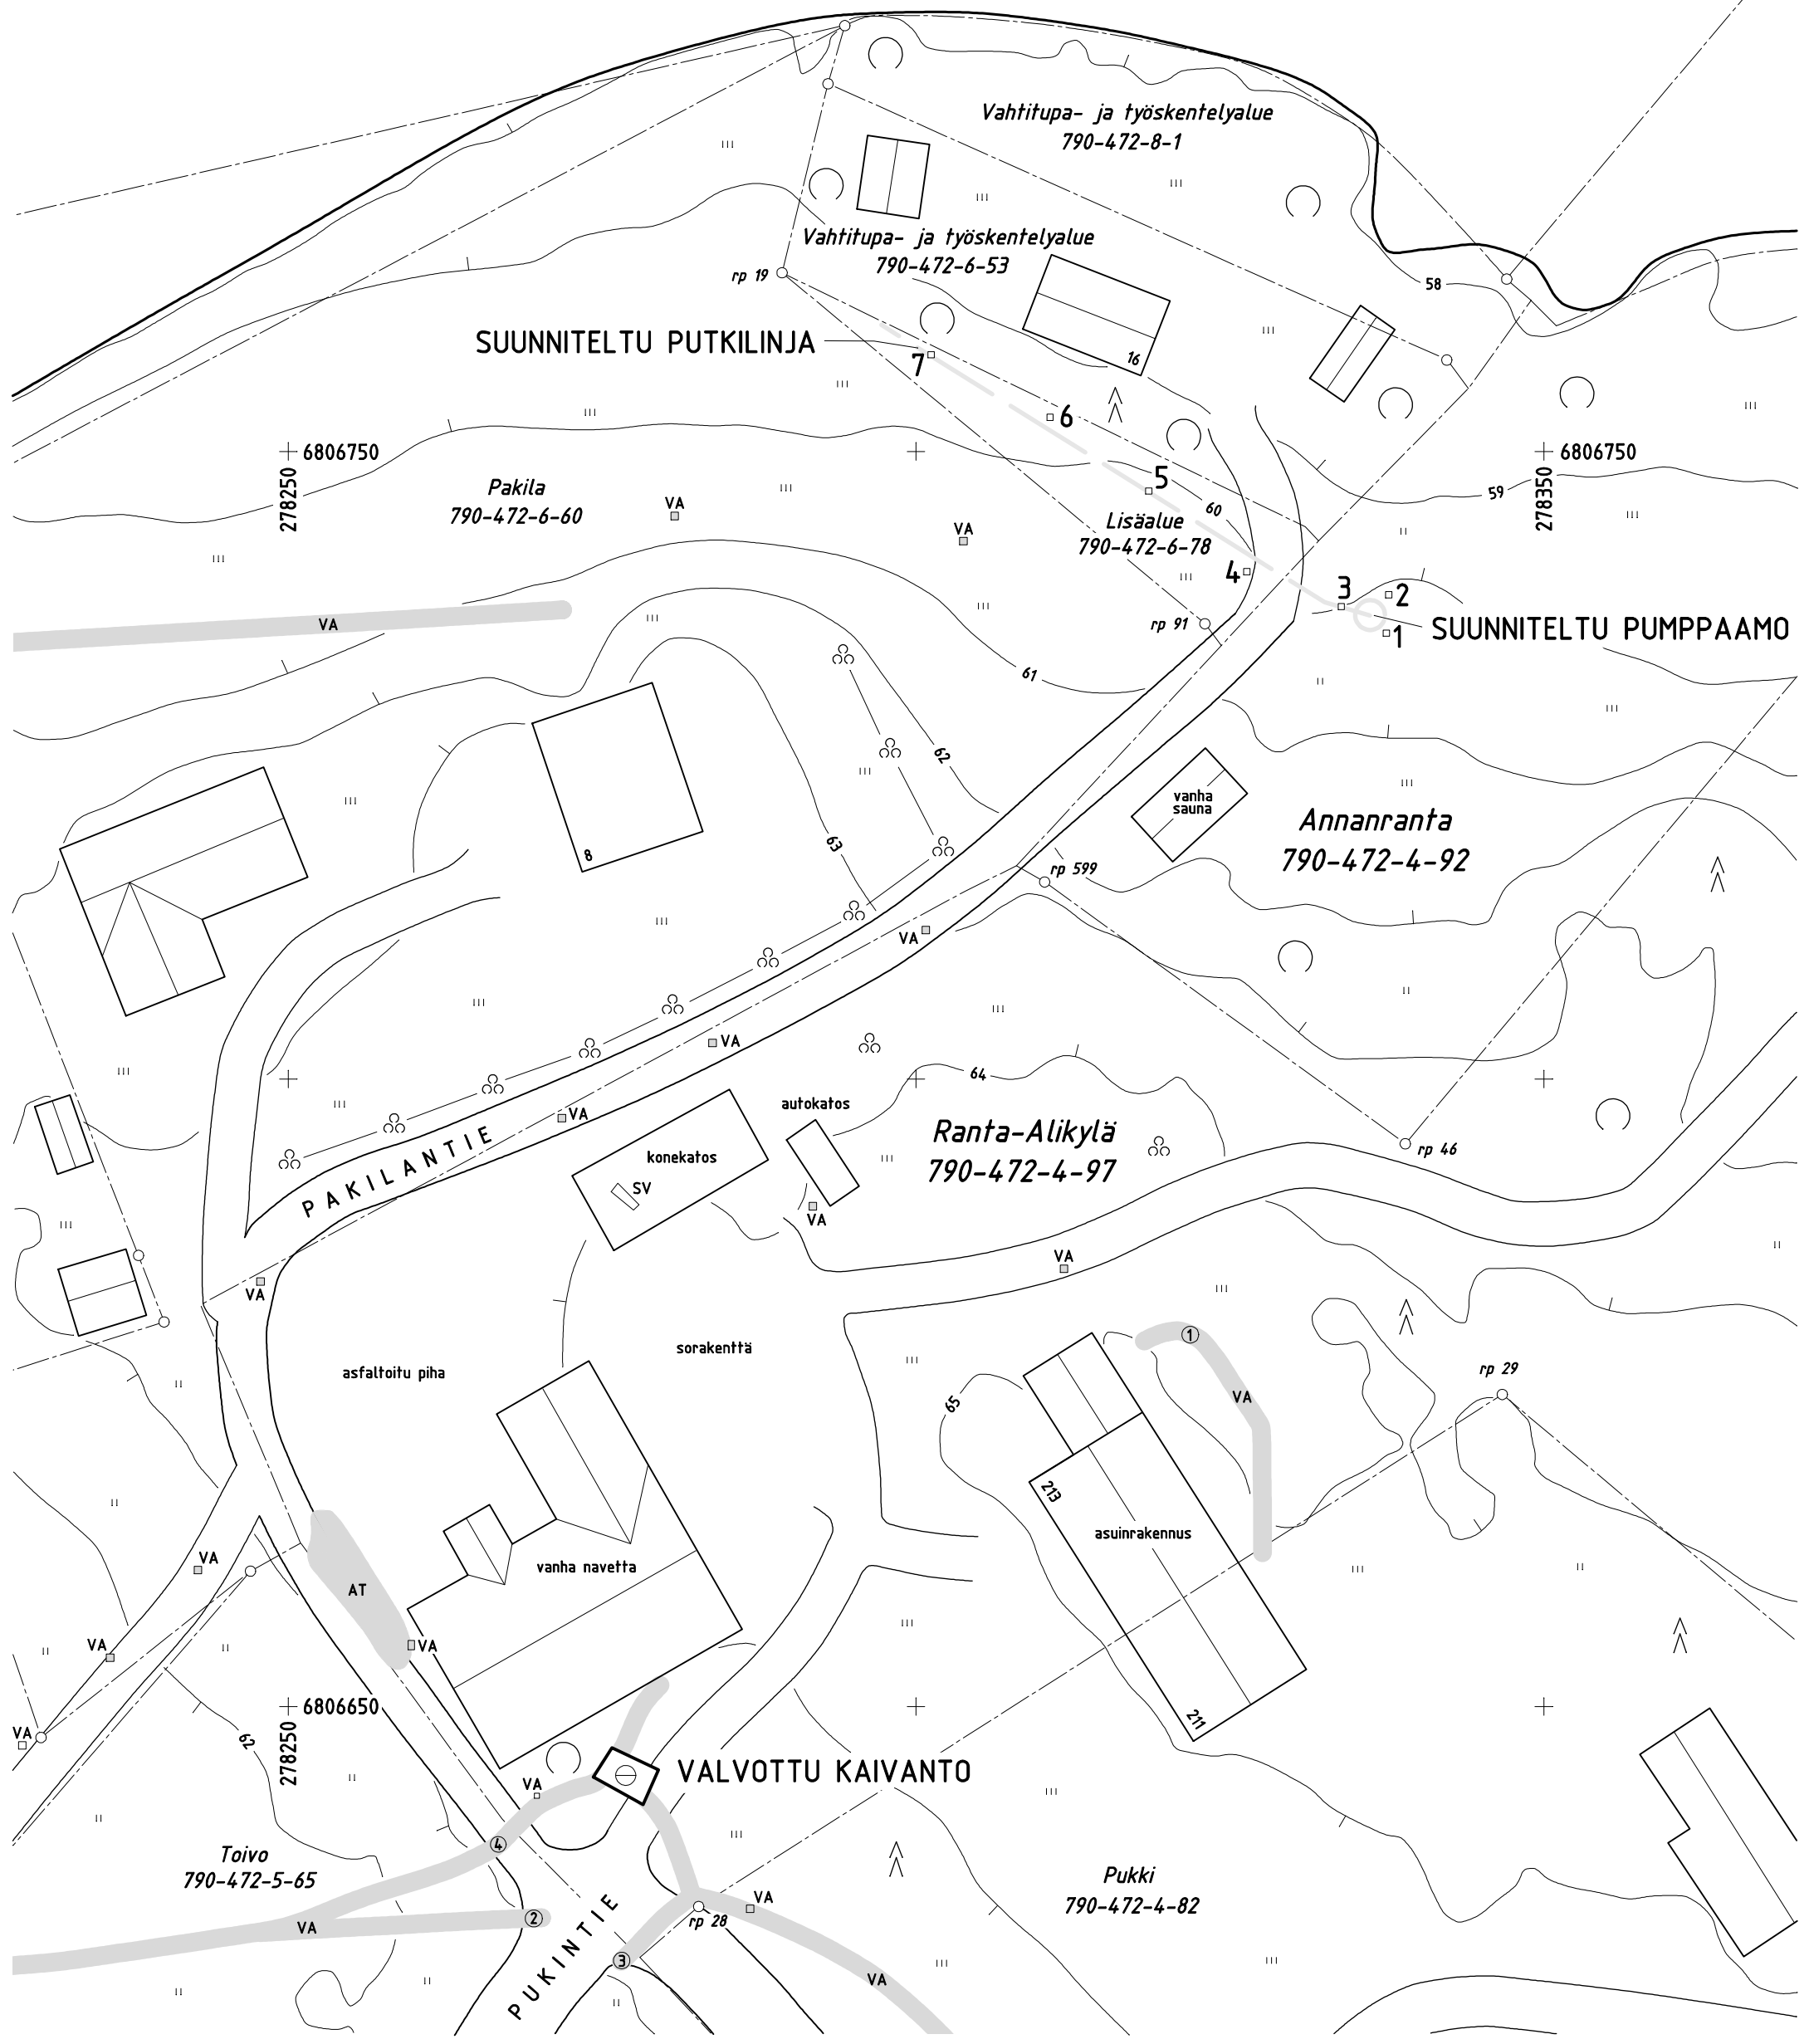 Vahtitupa- ja työskentelyalue
790-472-8-1
Vahtitupa- ja työskentelyalue
790-472-6-53
rp 19
58
SUUNNITELTU PUTKILINJA
7
16
6
6806750
278250
6806750
278350
Pakila
790-472-6-60
VA
VA
5
60
59
Lisäalue
790-472-6-78
4
3
2
1
SUUNNITELTU PUMPPAAMO
VA
rp 91
61
62
63
8
vanha
sauna
Annanranta
790-472-4-92
rp 599
VA
VA
VA
64
autokatos
Ranta-Alikylä
790-472-4-97
rp 46
PAKILANTIE
konekatos
SV
VA
VA
VA
sorakenttä
asfaltoitu piha
1
VA
65
rp 29
213
asuinrakennus
211
VA
AT
vanha navetta
VA
VA
VA
6806650
278250
62
VALVOTTU KAIVANTO
VA
4
Toivo
790-472-5-65
VA
2
3
PUKINTIE
rp 28
VA
VA
Pukki
790-472-4-82